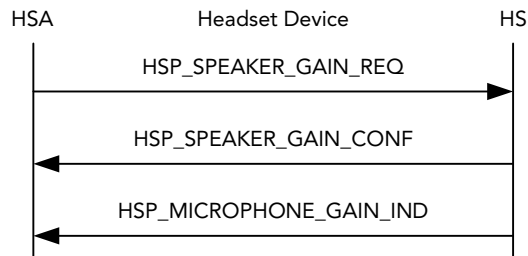 HSA Headset Device HS
HSP_SPEAKER_GAIN_REQ
HSP_SPEAKER_GAIN_CONF
HSP_MICROPHONE_GAIN_IND